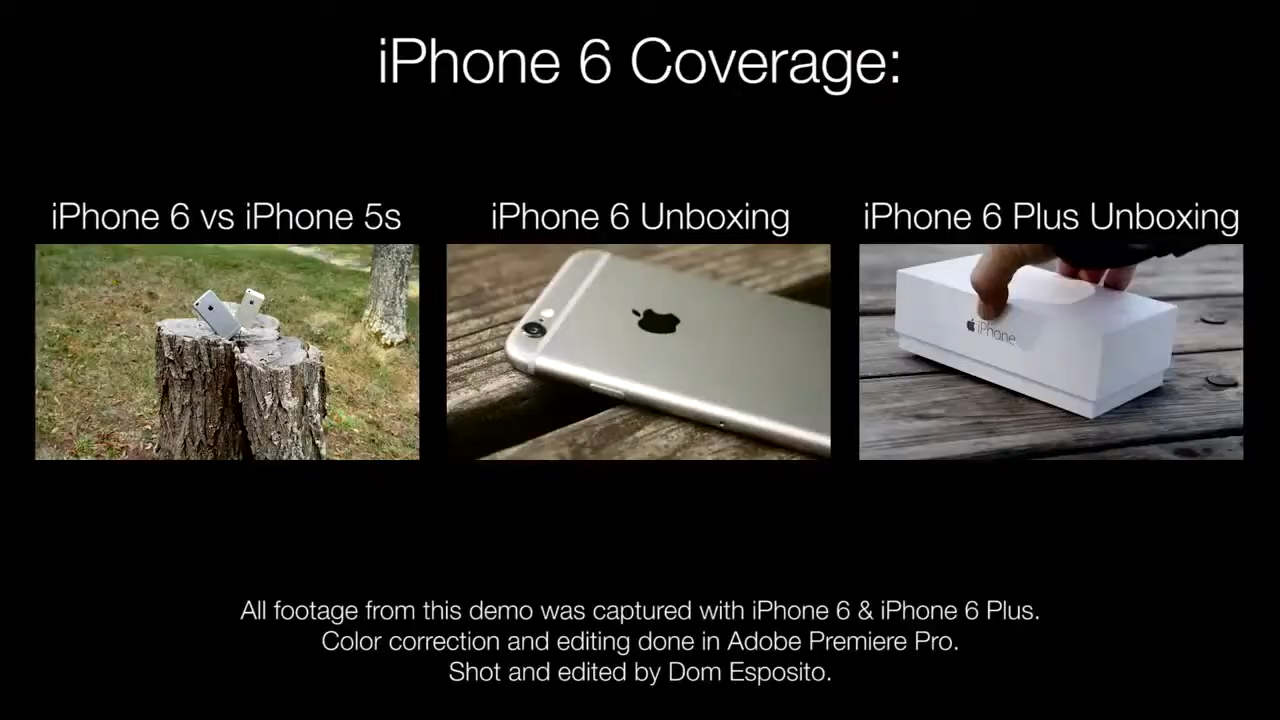 iPhone 6 Coverage:
iPhone 6 vs iPhone 5s
iPhone 6 Unboxing
iPhone 6 Plus Unboxing
iPhone
All footage from this demo was captured with iPhone 6 & iPhone 6 Plus.
Color correction and editing done in Adobe Premiere Pro.
Shot and edited by Dom Esposito.